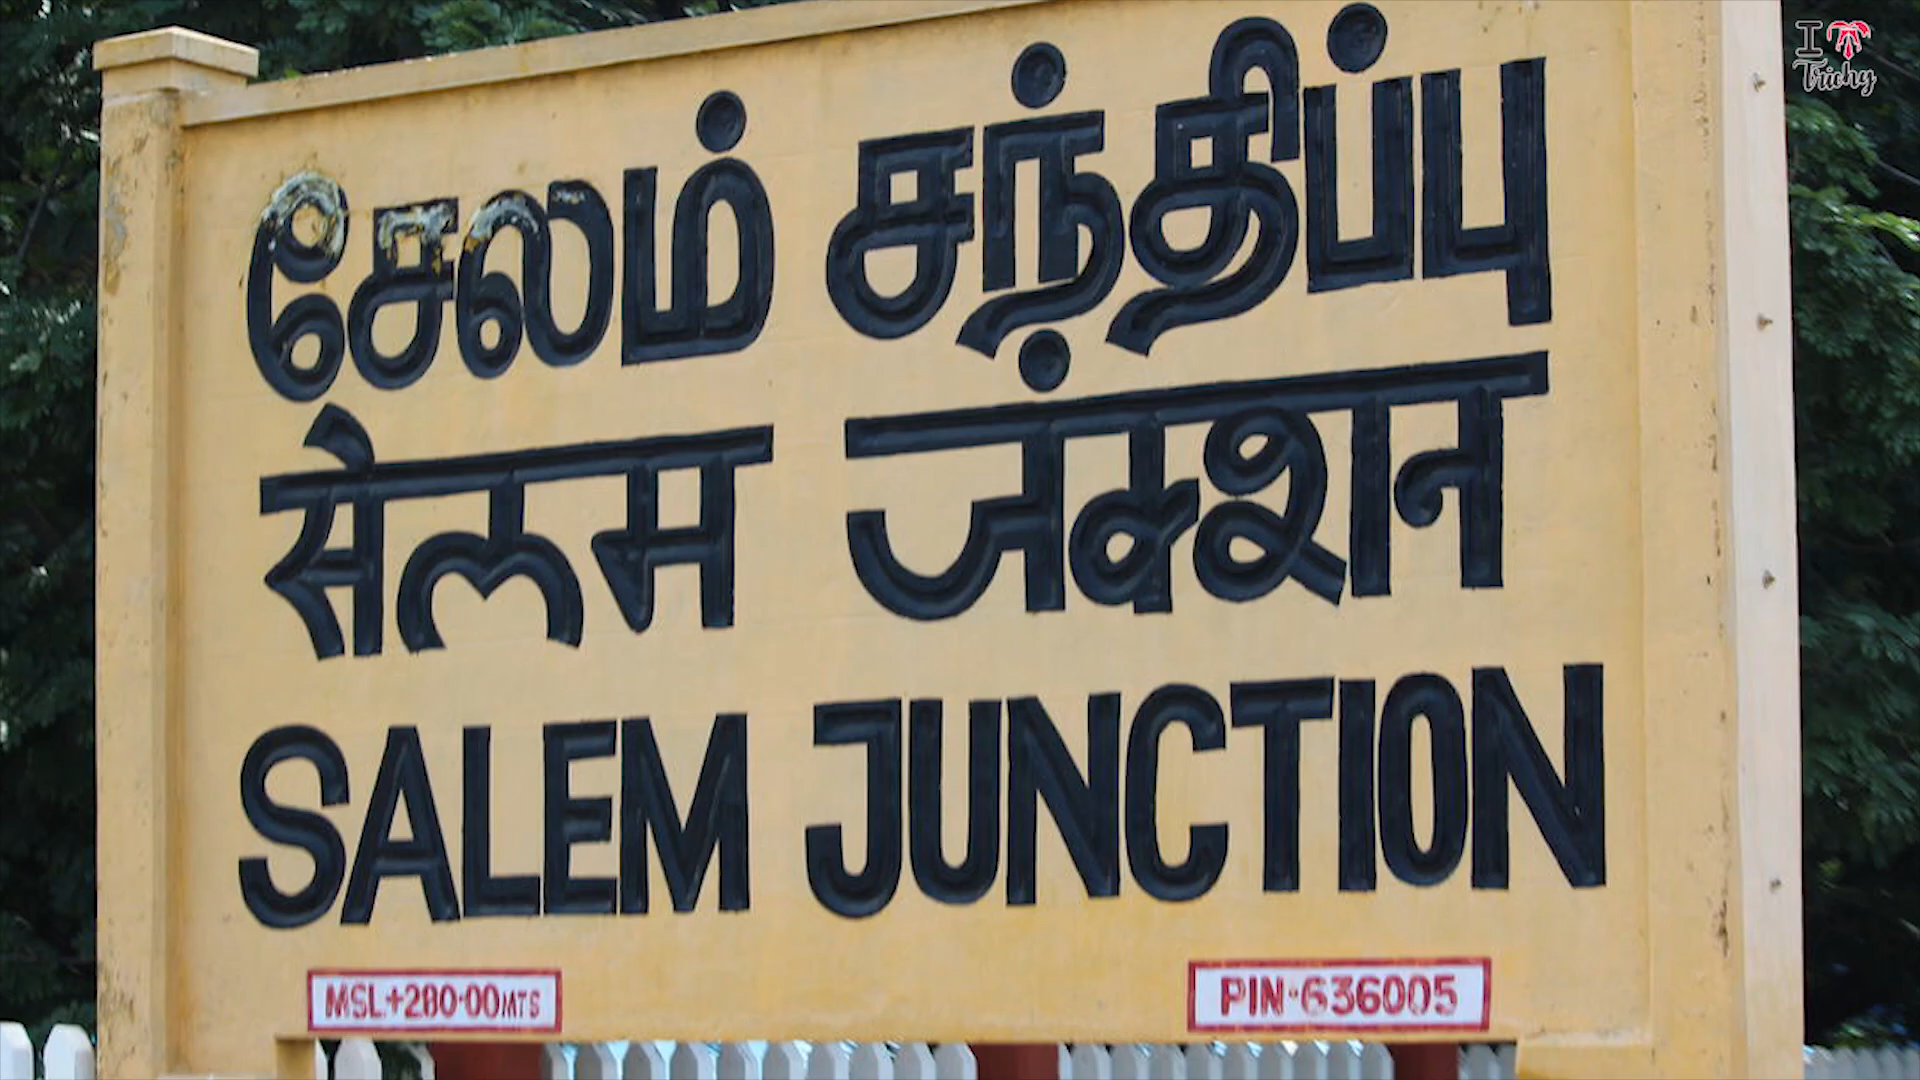 I Trichy
சேலம் சந்திப்பு
सेलम जंक्शन
SALEM JUNCTION
MSL+280·00MTS
PIN-636005